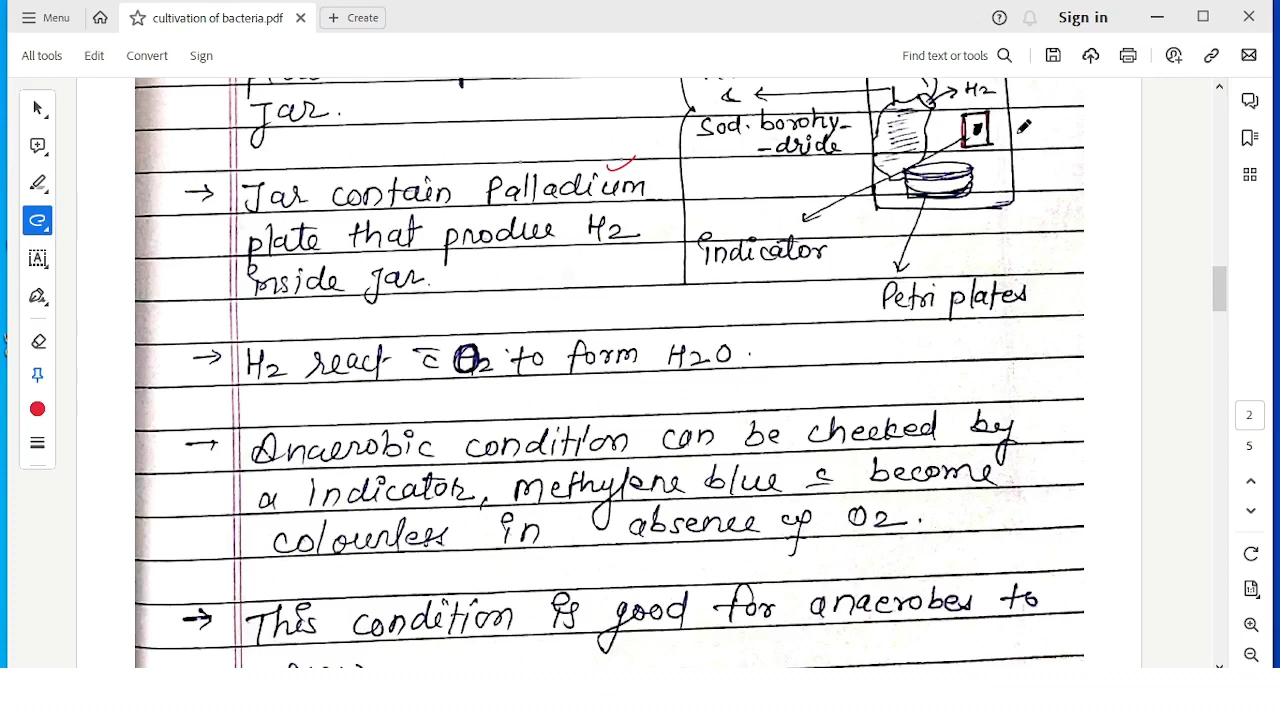 Menu
cultivation of bacteria.pdf
Create
Sign in
All tools
Edit
Convert
Sign
Find text or tools
Jar.
Sod. borohy-
-dride
H2
→ Jar contain Palladium
plate that produce H2
inside Jar.
indicator
Petri plates
→ H2 react c̄ O2 to form H2O.
→ Anaerobic condition can be checked by
a indicator, methylene blue c̄ become
colourless in absence of O2.
→ This condition is good for anaerobes to
2
5